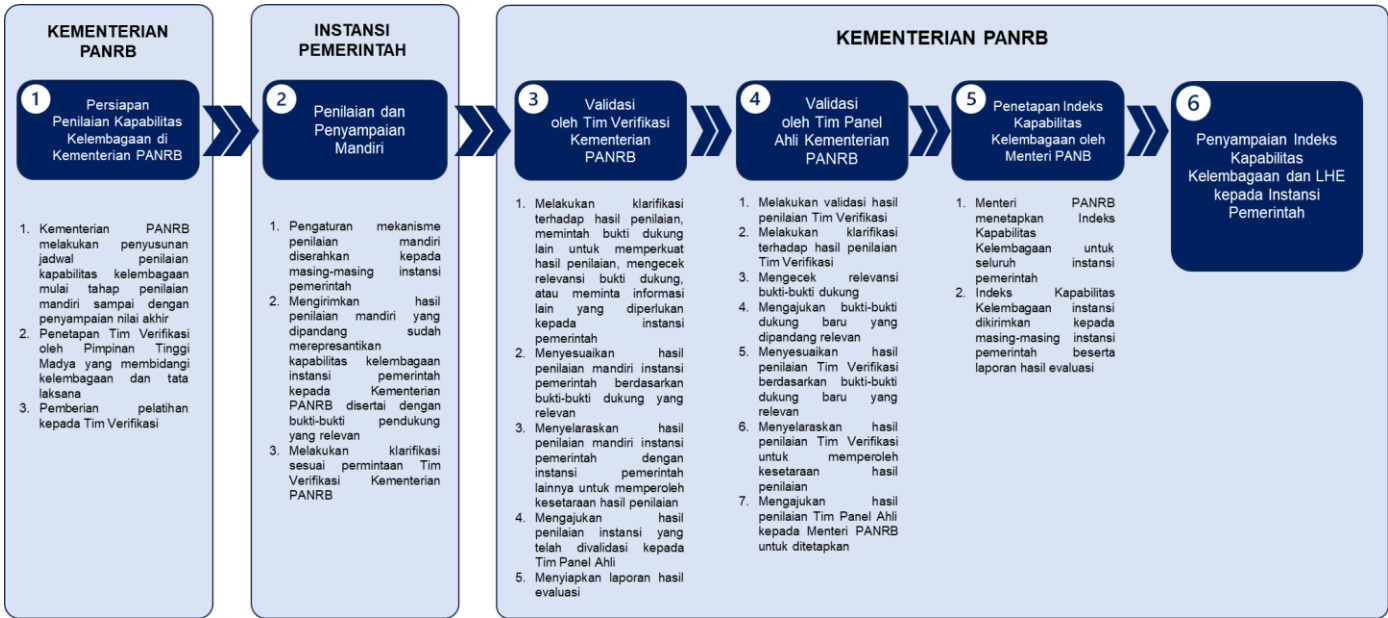 KEMENTERIAN
PANRB
1
Persiapan
Penilaian Kapabilitas
Kelembagaan di
Kementerian PANRB
1. Kementerian PANRB
melakukan penyusunan
jadwal penilaian
kapabilitas kelembagaan
mulai tahap penilaian
mandiri sampai dengan
penyampaian nilai akhir
2. Penetapan Tim Verifikasi
oleh Pimpinan Tinggi
Madya yang membidangi
kelembagaan dan tata
laksana
3. Pemberian pelatihan
kepada Tim Verifikasi
INSTANSI
PEMERINTAH
2
Penilaian dan
Penyampaian
Mandiri
1. Pengaturan mekanisme
penilaian mandiri
diserahkan kepada
masing-masing instansi
pemerintah
2. Mengirimkan hasil
penilaian mandiri yang
dipandang sudah
merepresantikan
kapabilitas kelembagaan
instansi pemerintah
kepada Kementerian
PANRB disertai dengan
bukti-bukti pendukung
yang relevan
3. Melakukan klarifikasi
sesuai permintaan Tim
Verifikasi Kementerian
PANRB
KEMENTERIAN PANRB
3
Validasi
oleh Tim Verifikasi
Kementerian
PANRB
1. Melakukan klarifikasi
terhadap hasil penilaian,
memintah bukti dukung
lain untuk memperkuat
hasil penilaian, mengecek
relevansi bukti dukung,
atau meminta informasi
lain yang diperlukan
kepada instansi
pemerintah
2. Menyesuaikan hasil
penilaian mandiri instansi
pemerintah berdasarkan
bukti-bukti dukung yang
relevan
3. Menyelaraskan hasil
penilaian mandiri instansi
pemerintah dengan
instansi pemerintah
lainnya untuk memperoleh
kesetaraan hasil penilaian
4. Mengajukan hasil
penilaian instansi yang
telah divalidasi kepada
Tim Panel Ahli
5. Menyiapkan laporan hasil
evaluasi
4
Validasi
oleh Tim Panel
Ahli Kementerian
PANRB
1. Melakukan validasi hasil
penilaian Tim Verifikasi
2. Melakukan klarifikasi
terhadap hasil penilaian
Tim Verifikasi
3. Mengecek relevansi
bukti-bukti dukung
4. Mengajukan bukti-bukti
dukung baru yang
dipandang relevan
5. Menyesuaikan hasil
penilaian Tim Verifikasi
berdasarkan bukti-bukti
dukung baru yang
relevan
6. Menyelaraskan hasil
penilaian Tim Verifikasi
untuk memperoleh
kesetaraan hasil
penilaian
7. Mengajukan hasil
penilaian Tim Panel Ahli
kepada Menteri PANRB
untuk ditetapkan
5
Penetapan Indeks
Kapabilitas
Kelembagaan oleh
Menteri PANB
1. Menteri PANRB
menetapkan Indeks
Kapabilitas
Kelembagaan untuk
seluruh instansi
pemerintah
2. Indeks Kapabilitas
Kelembagaan instansi
dikirimkan kepada
masing-masing instansi
pemerintah beserta
laporan hasil evaluasi
6
Penyampaian Indeks
Kapabilitas
Kelembagaan dan LHE
kepada Instansi
Pemerintah